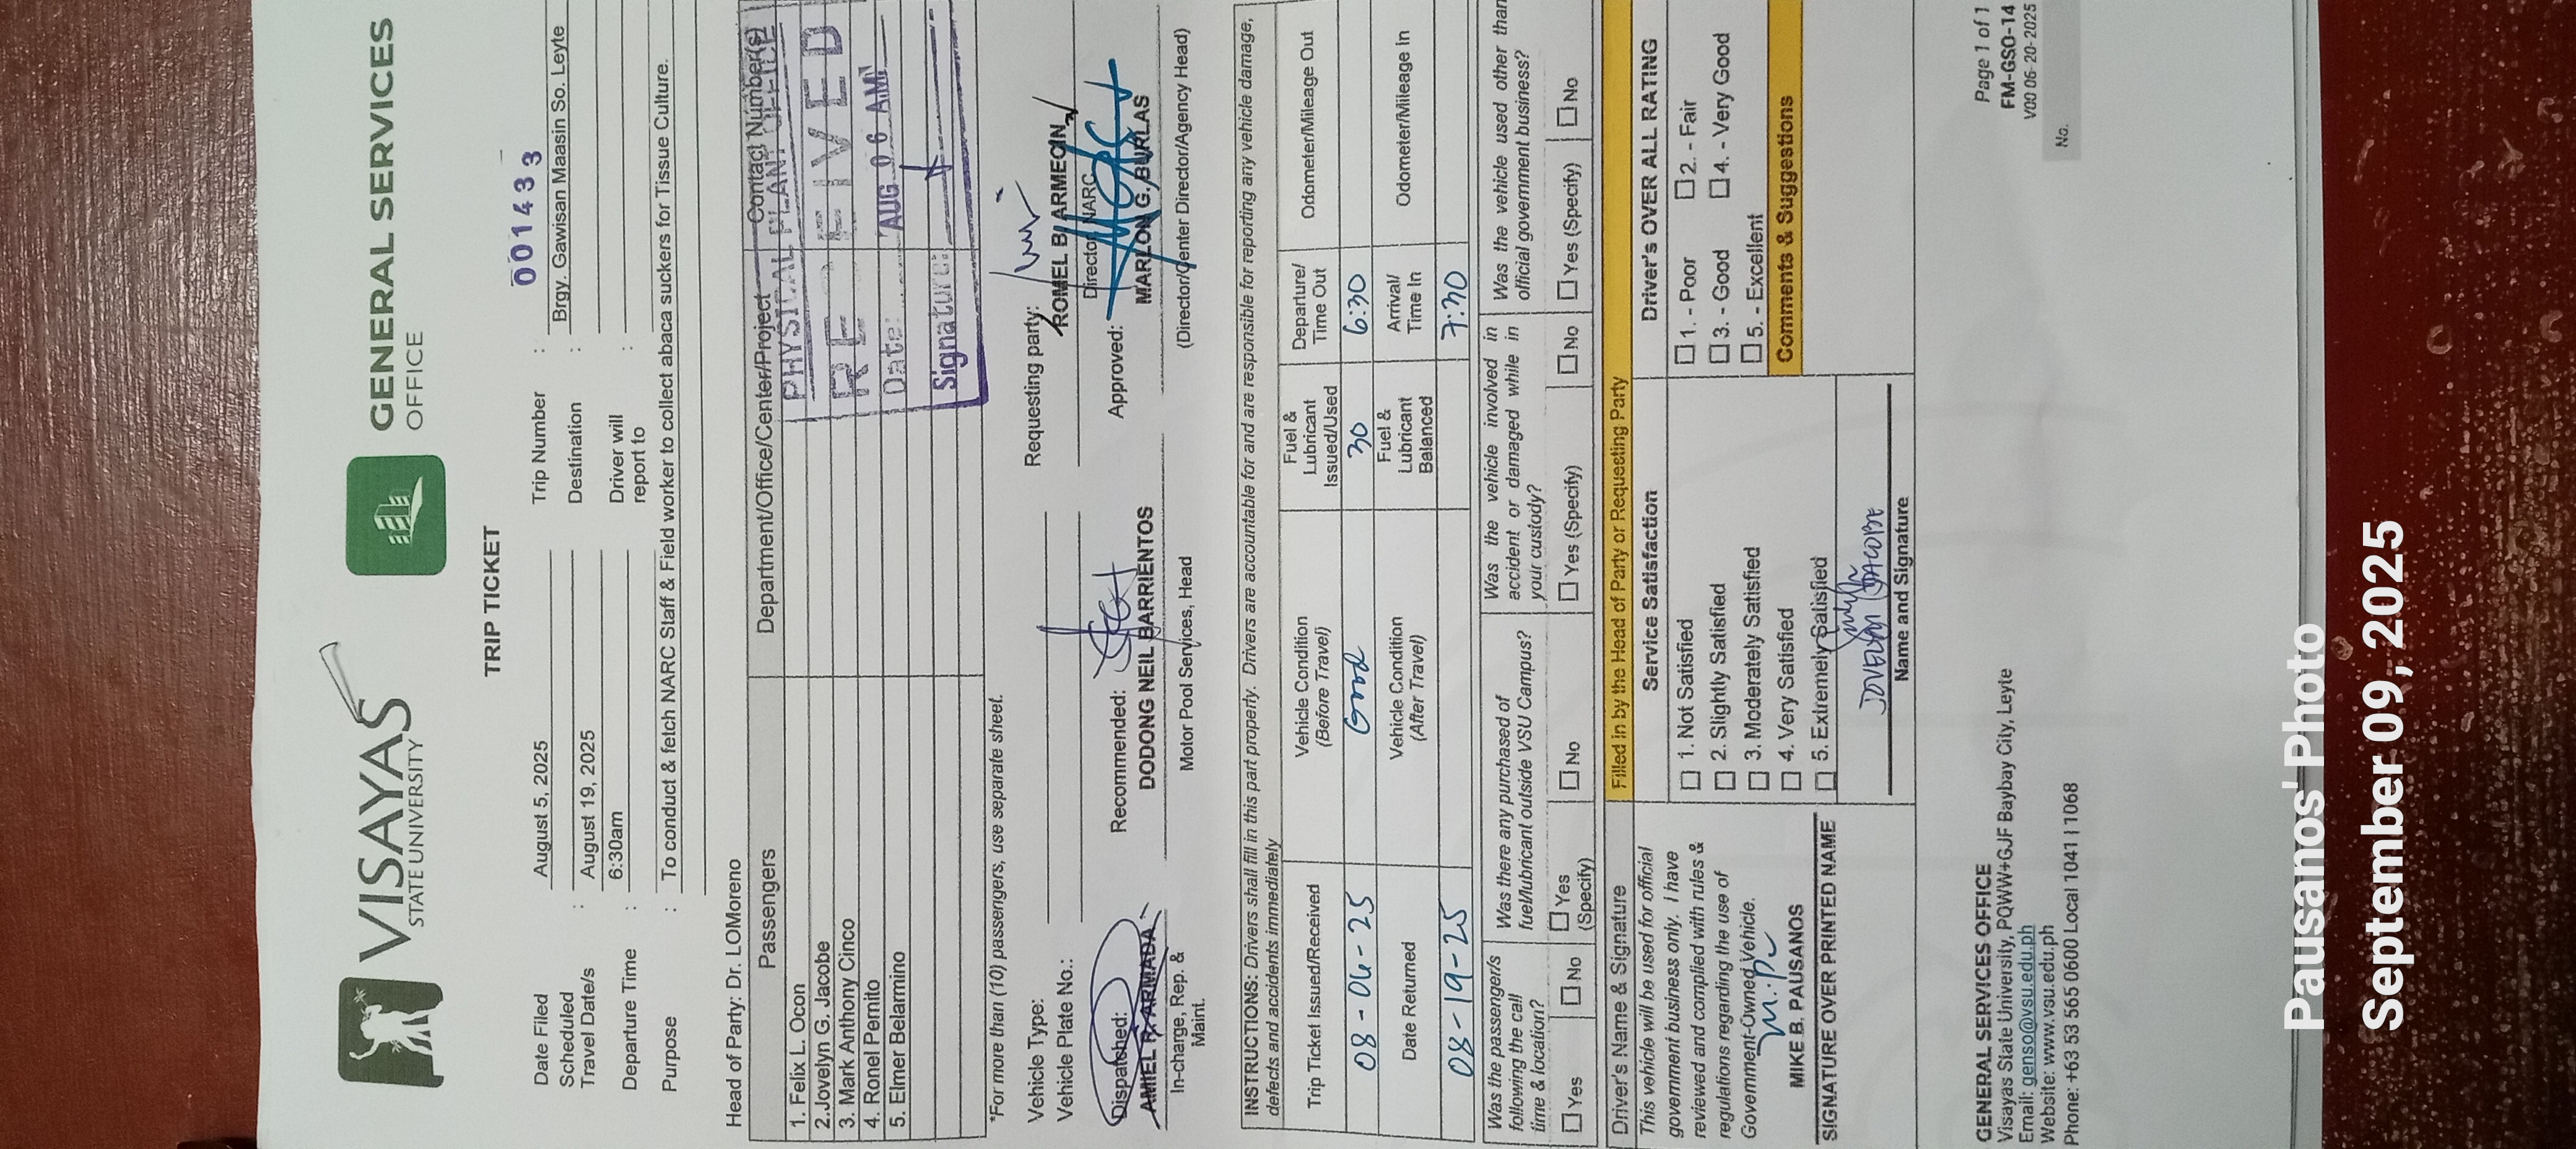 VISAYAS
STATE UNIVERSITY
GENERAL SERVICES
OFFICE
TRIP TICKET
001433
Date Filed : August 5, 2025
Trip Number :
Scheduled Travel Date/s : August 19, 2025
Destination : Brgy. Gawisan Maasin So. Leyte
Departure Time : 6:30am
Driver will report to :
Purpose : To conduct & fetch NARC Staff & Field worker to collect abaca suckers for Tissue Culture.
Head of Party: Dr. LOMoreno
Passengers Department/Office/Center/Project Contact Number(s)
1. Felix L. Ocon
2.Jovelyn G. Jacobe
3. Mark Anthony Cinco
4. Ronel Pernito
5. Elmer Belarmino
PHYSICAL PLANT OFFICE
RECEIVED
Date: AUG 06 AM
Signature:
*For more than (10) passengers, use separate sheet.
Vehicle Type:
Vehicle Plate No.:
Requesting party:
ROMEL B. ARMECIN
Director NARC
Dispatched:
AMIEL R. ARMADA
In-charge, Rep. &
Maint.
Recommended:
DODONG NEIL BARRIENTOS
Motor Pool Services, Head
Approved:
MARLON G. BURLAS
(Director/Center Director/Agency Head)
INSTRUCTIONS: Drivers shall fill in this part properly. Drivers are accountable for and are responsible for reporting any vehicle damage,
defects and accidents immediately
Trip Ticket Issued/Received
Vehicle Condition
(Before Travel)
Fuel &
Lubricant
Issued/Used
Departure/
Time Out
Odometer/Mileage Out
08-06-25 Good 30 6:30
Date Returned
Vehicle Condition
(After Travel)
Fuel &
Lubricant
Balanced
Arrival/
Time In
Odometer/Mileage In
08-19-25 7:30
Was the passenger/s
following the call
time & location?
Yes No
Was there any purchased of
fuel/lubricant outside VSU Campus?
Yes
(Specify)
No
Was the vehicle involved in
accident or damaged while in
your custody?
Yes (Specify) No
Was the vehicle used other than
official government business?
Yes (Specify) No
Driver's Name & Signature
This vehicle will be used for official
government business only. I have
reviewed and complied with rules &
regulations regarding the use of
Government-Owned Vehicle.
MIKE B. PAUSANOS
SIGNATURE OVER PRINTED NAME
Filled in by the Head of Party or Requesting Party
Service Satisfaction
1. Not Satisfied
2. Slightly Satisfied
3. Moderately Satisfied
4. Very Satisfied
5. Extremely Satisfied
JOVELYN JACOBE
Name and Signature
Driver's OVER ALL RATING
1. - Poor 2. - Fair
3. - Good 4. - Very Good
5. - Excellent
Comments & Suggestions
GENERAL SERVICES OFFICE
Visayas State University, PQWW+GJF Baybay City, Leyte
Email: genso@vsu.edu.ph
Website: www.vsu.edu.ph
Phone: +63 53 565 0600 Local 1041 | 1068
Page 1 of 1
FM-GSO-14
V00 06-20-2025
No.
Pausanos' Photo
September 09, 2025